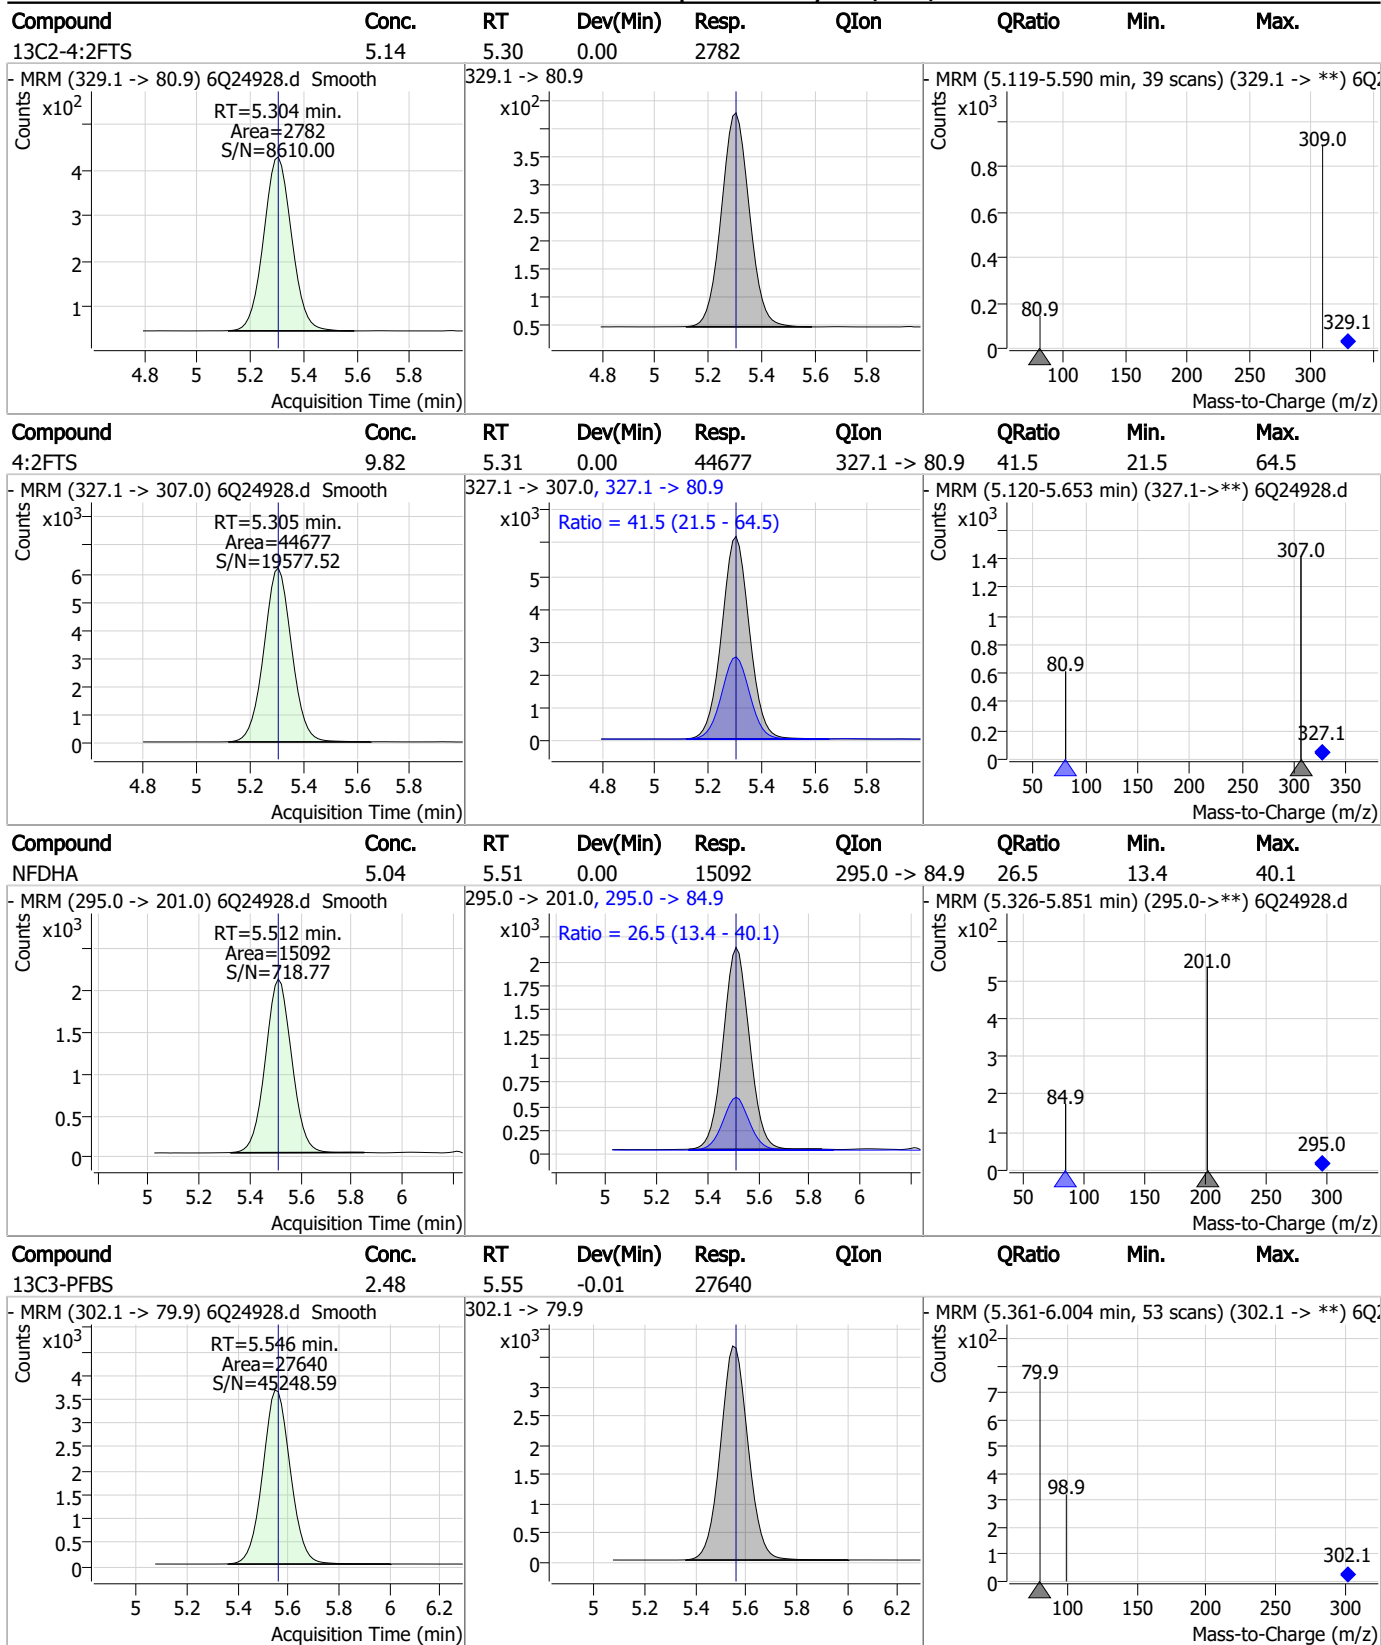 Compound Conc. RT Dev(Min) Resp. QIon QRatio Min. Max.
13C2-4:2FTS 5.14 5.30 0.00 2782
- MRM (329.1 -> 80.9) 6Q24928.d Smooth
Counts
x10²
RT=5.304 min.
Area=2782
S/N=8610.00
4
3
2
1
4.8 5 5.2 5.4 5.6 5.8
Acquisition Time (min)
329.1 -> 80.9
x10²
3.5
3
2.5
2
1.5
1
0.5
4.8 5 5.2 5.4 5.6 5.8
- MRM (5.119-5.590 min, 39 scans) (329.1 -> **) 6Q2
Counts
x10³
309.0
0.8
0.6
0.4
0.2
80.9
329.1
0
100 150 200 250 300
Mass-to-Charge (m/z)
Compound Conc. RT Dev(Min) Resp. QIon QRatio Min. Max.
4:2FTS 9.82 5.31 0.00 44677 327.1 -> 80.9 41.5 21.5 64.5
- MRM (327.1 -> 307.0) 6Q24928.d Smooth
Counts
x10³
RT=5.305 min.
Area=44677
S/N=19577.52
6
5
4
3
2
1
0
4.8 5 5.2 5.4 5.6 5.8
Acquisition Time (min)
327.1 -> 307.0, 327.1 -> 80.9
x10³
Ratio = 41.5 (21.5 - 64.5)
5
4
3
2
1
0
4.8 5 5.2 5.4 5.6 5.8
- MRM (5.120-5.653 min) (327.1->**) 6Q24928.d
Counts
x10³
307.0
1.4
1.2
1
0.8
80.9
0.6
0.4
0.2
327.1
0
50 100 150 200 250 300 350
Mass-to-Charge (m/z)
Compound Conc. RT Dev(Min) Resp. QIon QRatio Min. Max.
NFDHA 5.04 5.51 0.00 15092 295.0 -> 84.9 26.5 13.4 40.1
- MRM (295.0 -> 201.0) 6Q24928.d Smooth
Counts
x10³
RT=5.512 min.
Area=15092
S/N=718.77
2
1.5
1
0.5
0
5 5.2 5.4 5.6 5.8 6
Acquisition Time (min)
295.0 -> 201.0, 295.0 -> 84.9
x10³
Ratio = 26.5 (13.4 - 40.1)
2
1.75
1.5
1.25
1
0.75
0.5
0.25
0
5 5.2 5.4 5.6 5.8 6
- MRM (5.326-5.851 min) (295.0->**) 6Q24928.d
Counts
x10²
201.0
5
4
3
2
84.9
1
295.0
0
50 100 150 200 250 300
Mass-to-Charge (m/z)
Compound Conc. RT Dev(Min) Resp. QIon QRatio Min. Max.
13C3-PFBS 2.48 5.55 -0.01 27640
- MRM (302.1 -> 79.9) 6Q24928.d Smooth
Counts
x10³
RT=5.546 min.
Area=27640
S/N=45248.59
4
3.5
3
2.5
2
1.5
1
0.5
0
5 5.2 5.4 5.6 5.8 6 6.2
Acquisition Time (min)
302.1 -> 79.9
x10³
3
2.5
2
1.5
1
0.5
0
5 5.2 5.4 5.6 5.8 6 6.2
- MRM (5.361-6.004 min, 53 scans) (302.1 -> **) 6Q2
Counts
x10²
79.9
7
6
5
4
98.9
3
2
1
302.1
0
100 150 200 250 300
Mass-to-Charge (m/z)